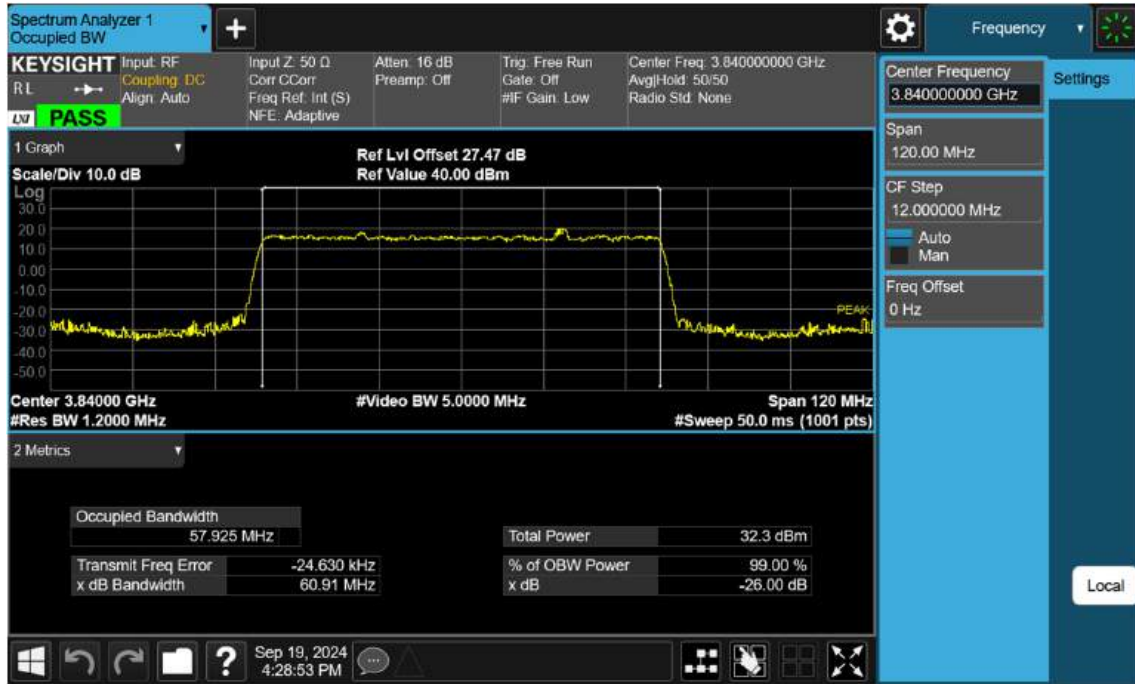 Spectrum Analyzer 1
Occupied BW
+
Frequency
KEYSIGHT
RL
LXI
PASS
Input: RF
Coupling: DC
Align: Auto
Input Z: 50 Ω
Corr CCorr
Freq Ref: Int (S)
NFE: Adaptive
Atten: 16 dB
Preamp: Off
Trig: Free Run
Gate: Off
#IF Gain: Low
Center Freq: 3.840000000 GHz
Avg|Hold: 50/50
Radio Std: None
1 Graph
Scale/Div 10.0 dB
Ref Lvl Offset 27.47 dB
Ref Value 40.00 dBm
Log
30.0
20.0
10.0
0.00
-10.0
-20.0
-30.0
-40.0
-50.0
PEAK
Center 3.84000 GHz
#Video BW 5.0000 MHz
Span 120 MHz
#Res BW 1.2000 MHz
#Sweep 50.0 ms (1001 pts)
2 Metrics
Occupied Bandwidth
57.925 MHz
Total Power 32.3 dBm
Transmit Freq Error -24.630 kHz
% of OBW Power 99.00 %
x dB Bandwidth 60.91 MHz
x dB -26.00 dB
?
Sep 19, 2024
4:28:53 PM
Center Frequency
3.840000000 GHz
Settings
Span
120.00 MHz
CF Step
12.000000 MHz
Auto
Man
Freq Offset
0 Hz
Local